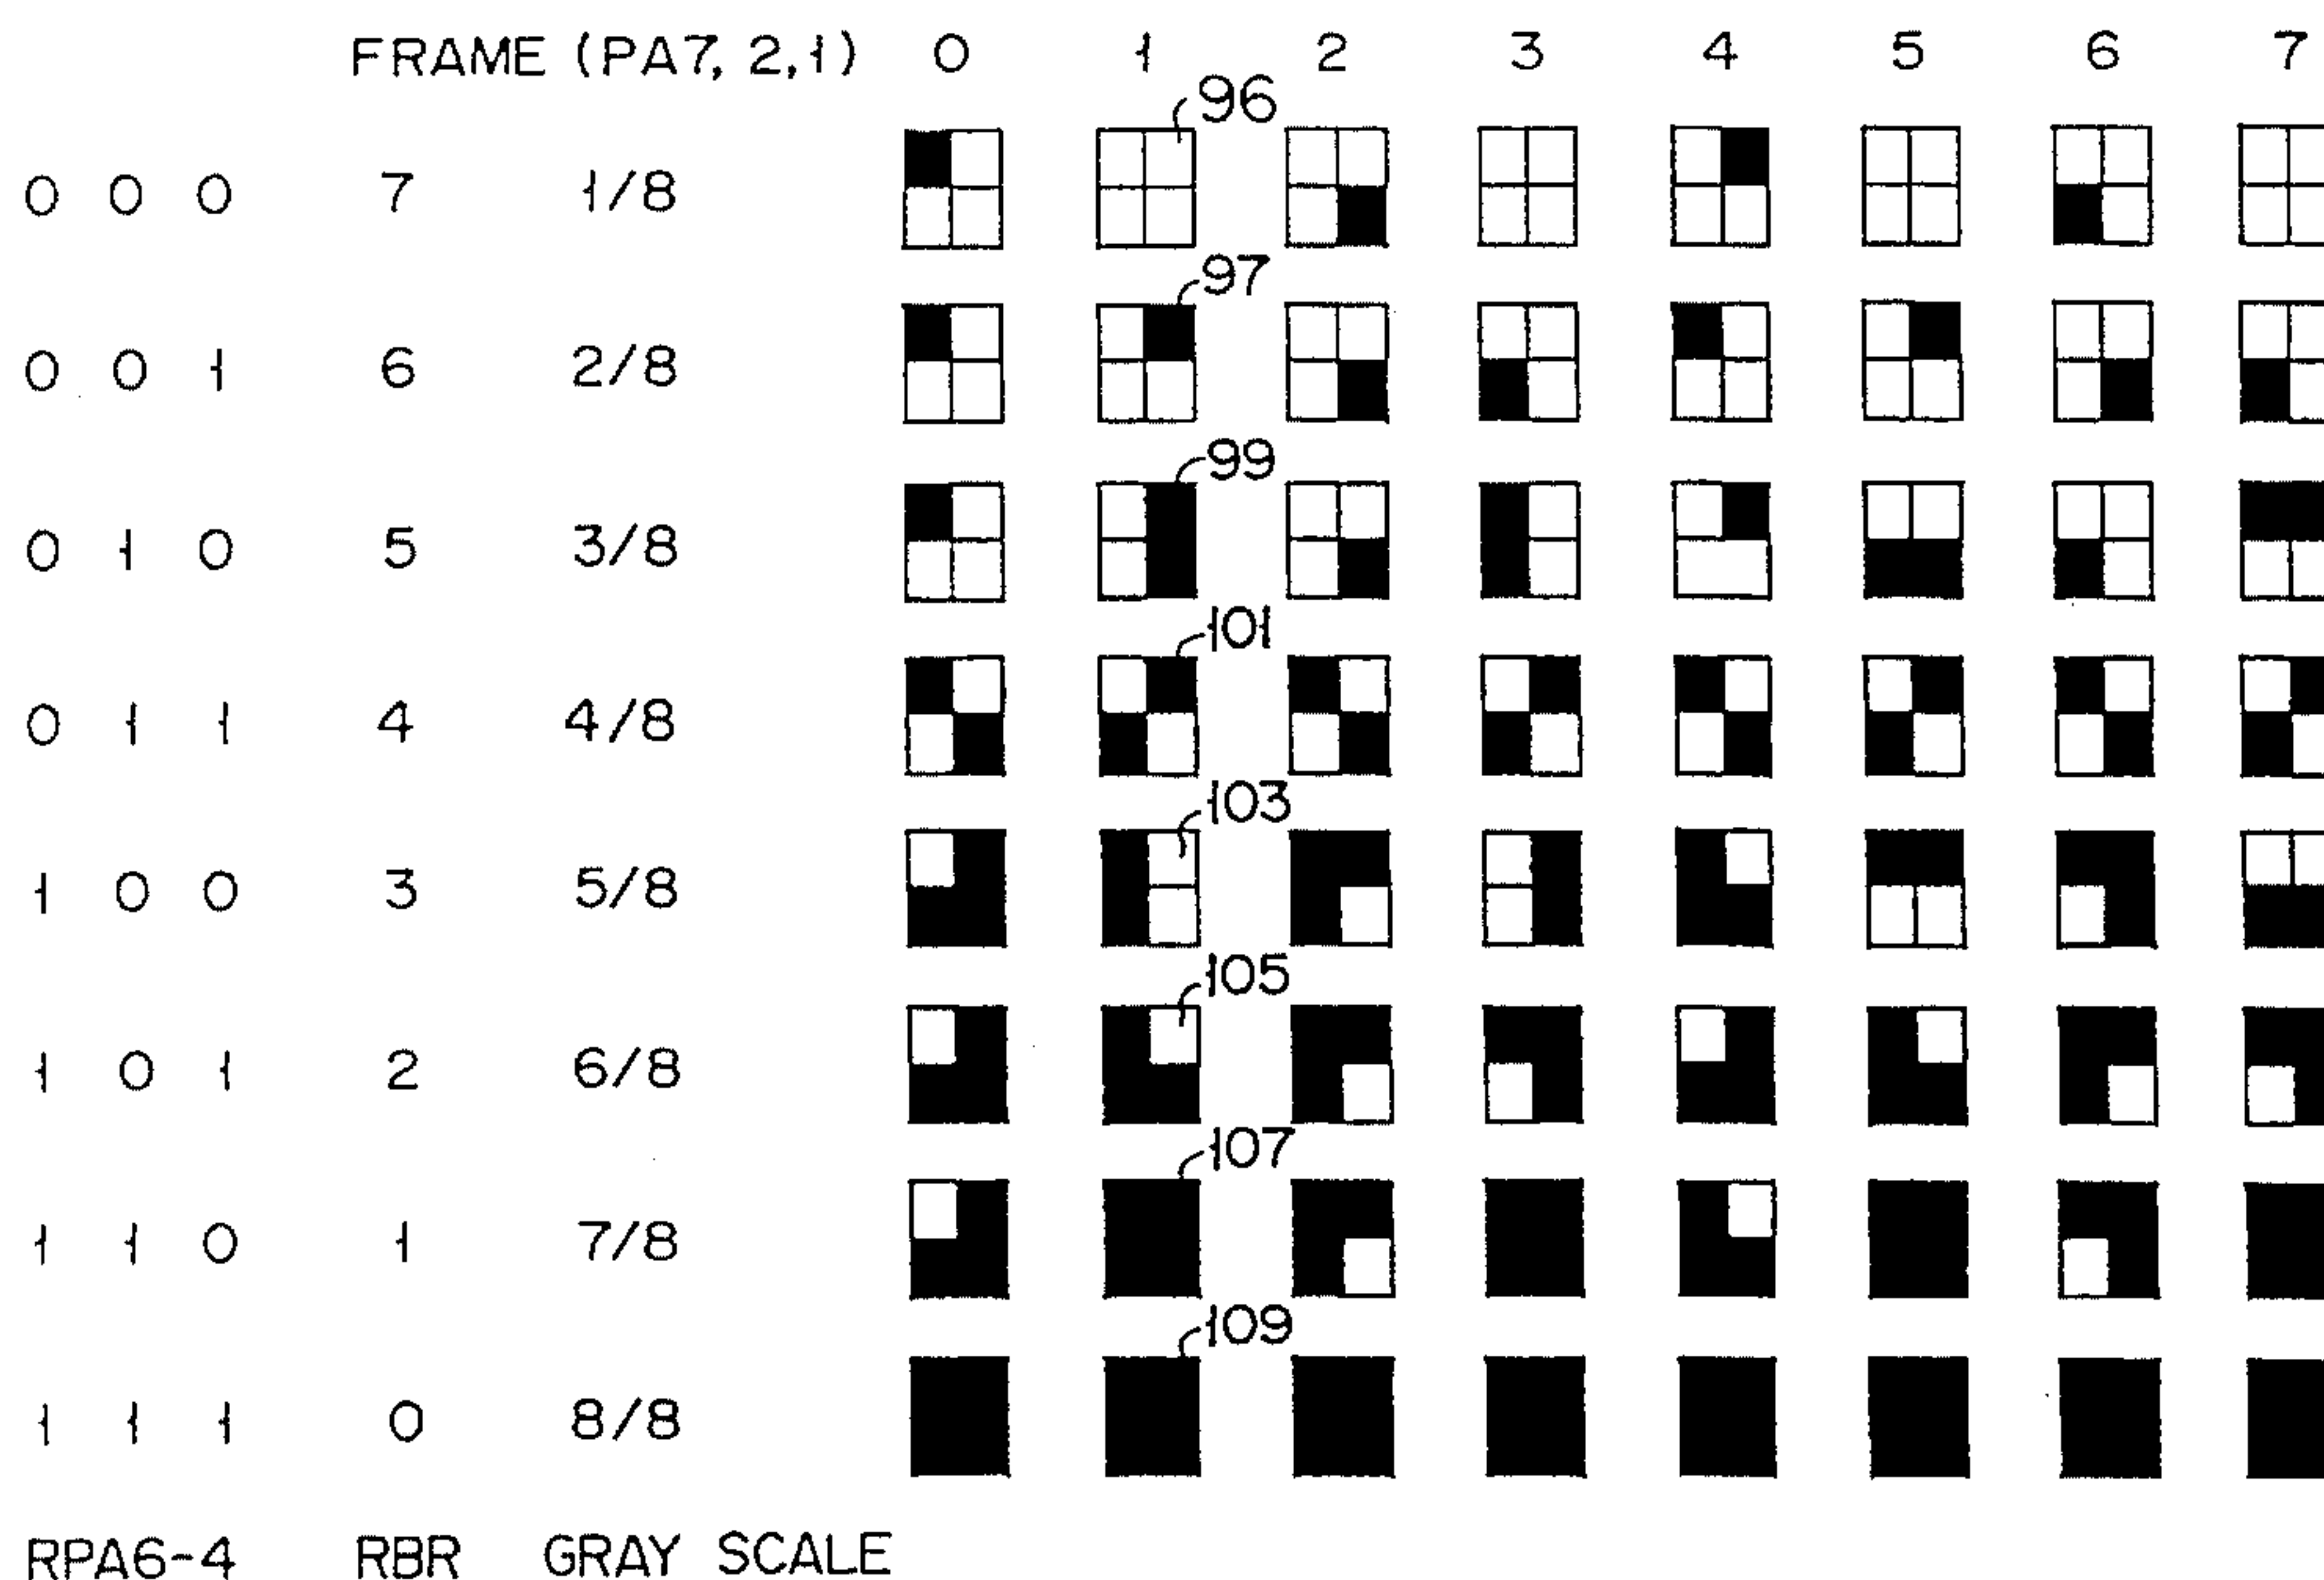 FRAME (PA7, 2, 1) 0 1 2 3 4 5 6 7
96
0 0 0 7 1/8
97
0 0 1 6 2/8
99
0 1 0 5 3/8
101
0 1 1 4 4/8
103
1 0 0 3 5/8
105
1 0 1 2 6/8
107
1 1 0 1 7/8
109
1 1 1 0 8/8
RPA6-4 RBR GRAY SCALE